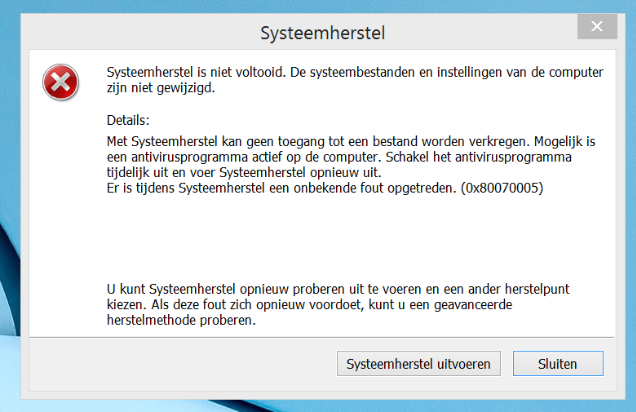 Systeemherstel
Systeemherstel is niet voltooid. De systeembestanden en instellingen van de computer
zijn niet gewijzigd.
Details:
Met Systeemherstel kan geen toegang tot een bestand worden verkregen. Mogelijk is
een antivirusprogramma actief op de computer. Schakel het antivirusprogramma
tijdelijk uit en voer Systeemherstel opnieuw uit.
Er is tijdens Systeemherstel een onbekende fout opgetreden. (0x80070005)
U kunt Systeemherstel opnieuw proberen uit te voeren en een ander herstelpunt
kiezen. Als deze fout zich opnieuw voordoet, kunt u een geavanceerde
herstelmethode proberen.
Systeemherstel uitvoeren
Sluiten